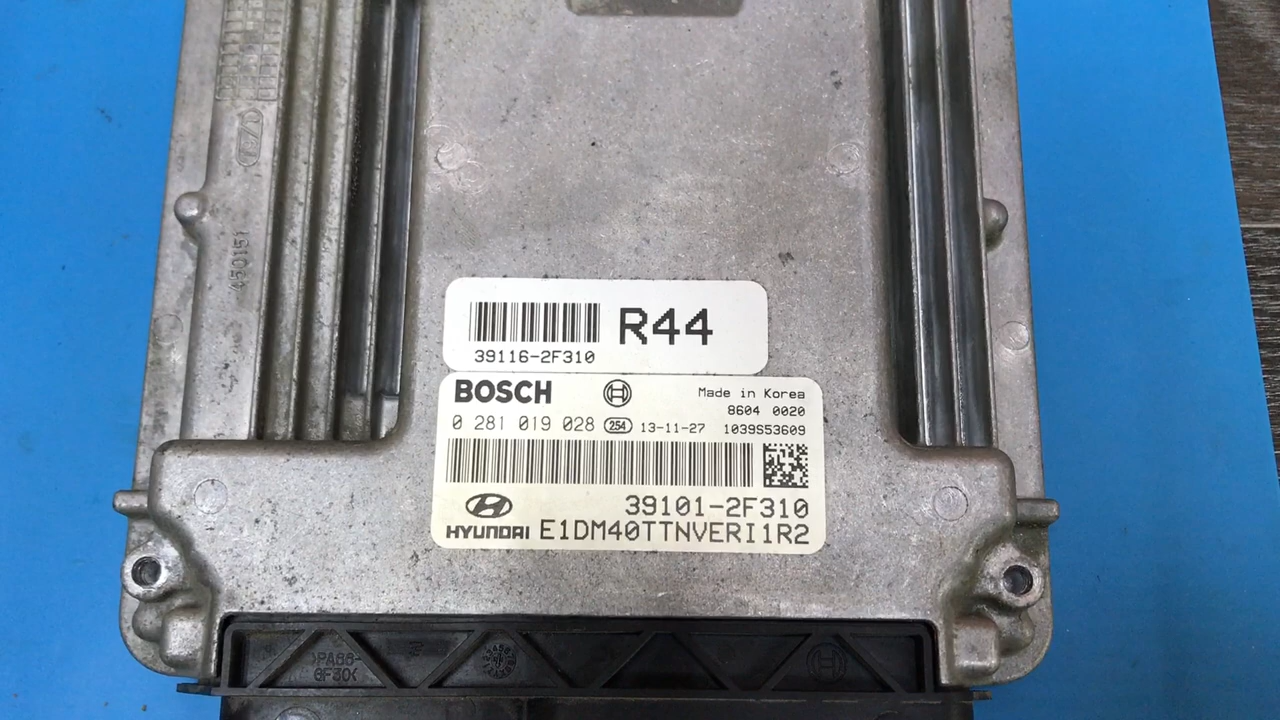 450151
R44
39116-2F310
BOSCH
Made in Korea
8604 0020
0 281 019 028 254 13-11-27 1039S53609
39101-2F310
HYUNDAI E1DM40TTNVERI1R2
>PA66-
GF30<